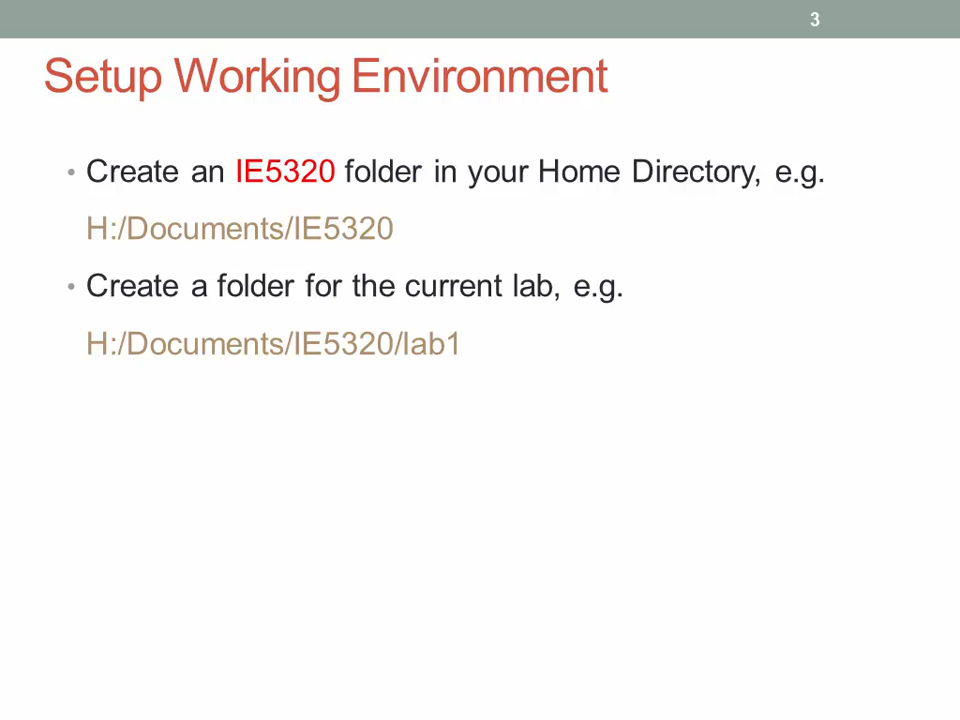 3
Setup Working Environment
• Create an IE5320 folder in your Home Directory, e.g.
H:/Documents/IE5320
• Create a folder for the current lab, e.g.
H:/Documents/IE5320/lab1